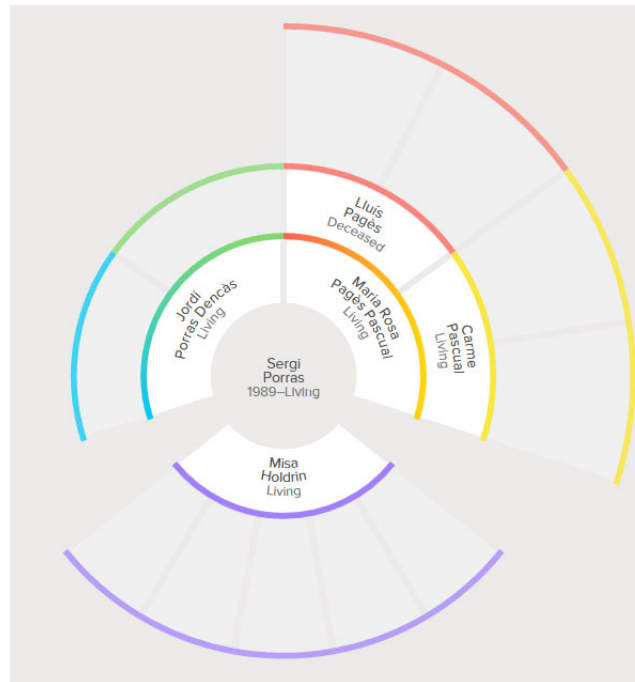 Lluís
Pagès
Deceased
Jordi
Porras Dencàs
Living
Maria Rosa
Pagès Pascual
Living
Carme
Pascual
Living
Sergi
Porras
1989–Living
Misa
Holdrin
Living